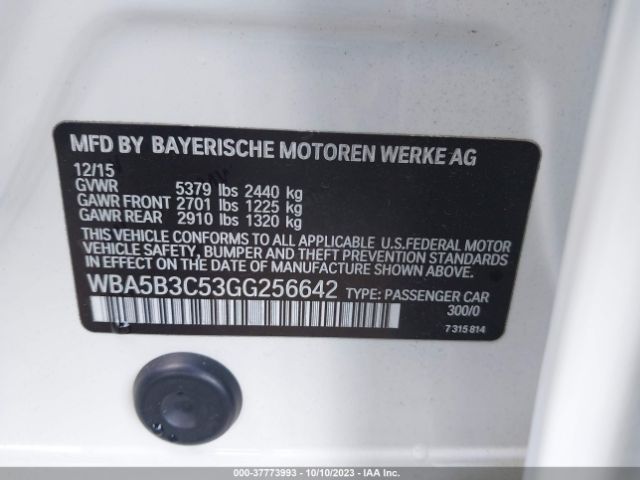 MFD BY BAYERISCHE MOTOREN WERKE AG
12/15
GVWR 5379 lbs 2440 kg
GAWR FRONT 2701 lbs 1225 kg
GAWR REAR 2910 lbs 1320 kg
THIS VEHICLE CONFORMS TO ALL APPLICABLE U.S.FEDERAL MOTOR
VEHICLE SAFETY, BUMPER AND THEFT PREVENTION STANDARDS
IN EFFECT ON THE DATE OF MANUFACTURE SHOWN ABOVE.
WBA5B3C53GG256642 TYPE: PASSENGER CAR
300/0
7 315 814
000-37773993 - 10/10/2023 - IAA Inc.